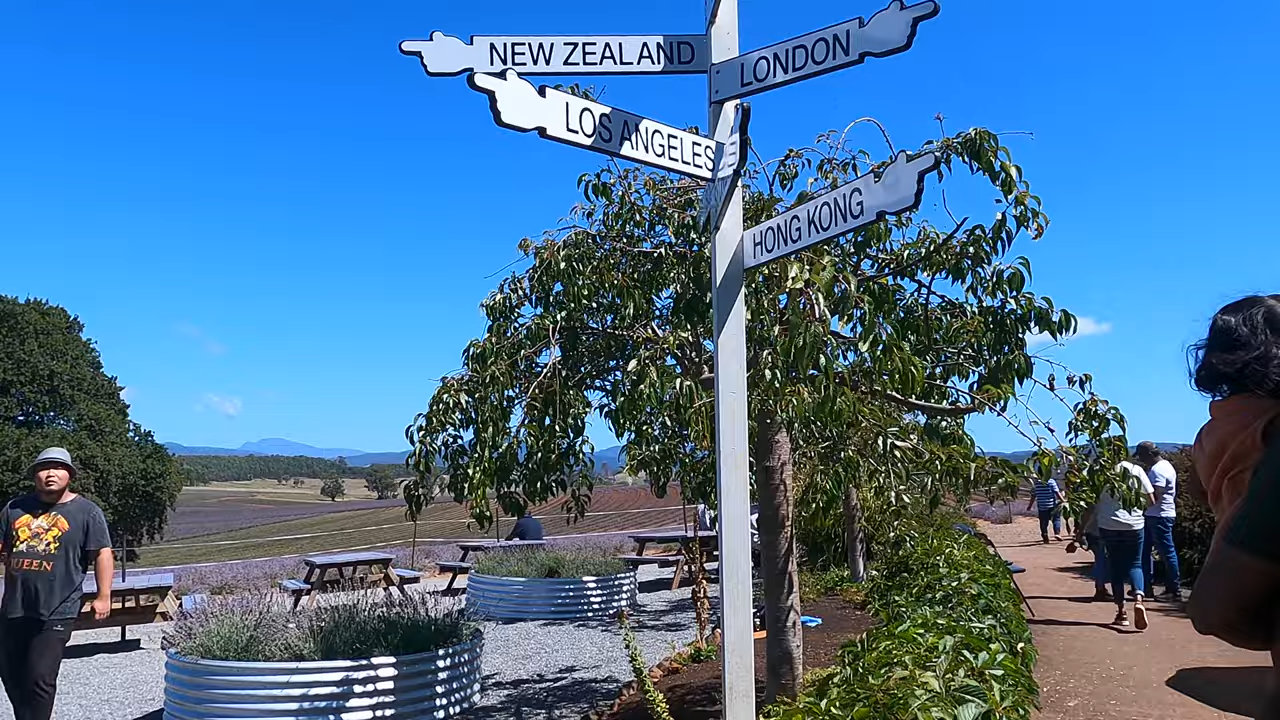 NEW ZEALAND
LONDON
LOS ANGELES
HONG KONG
QUEEN